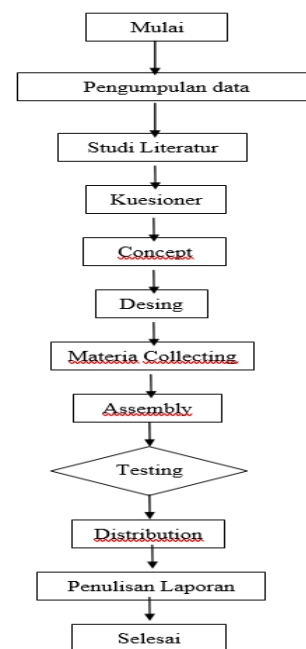 Mulai
Pengumpulan data
Studi Literatur
Kuesioner
Concept
Desing
Materia Collecting
Assembly
Testing
Distribution
Penulisan Laporan
Selesai